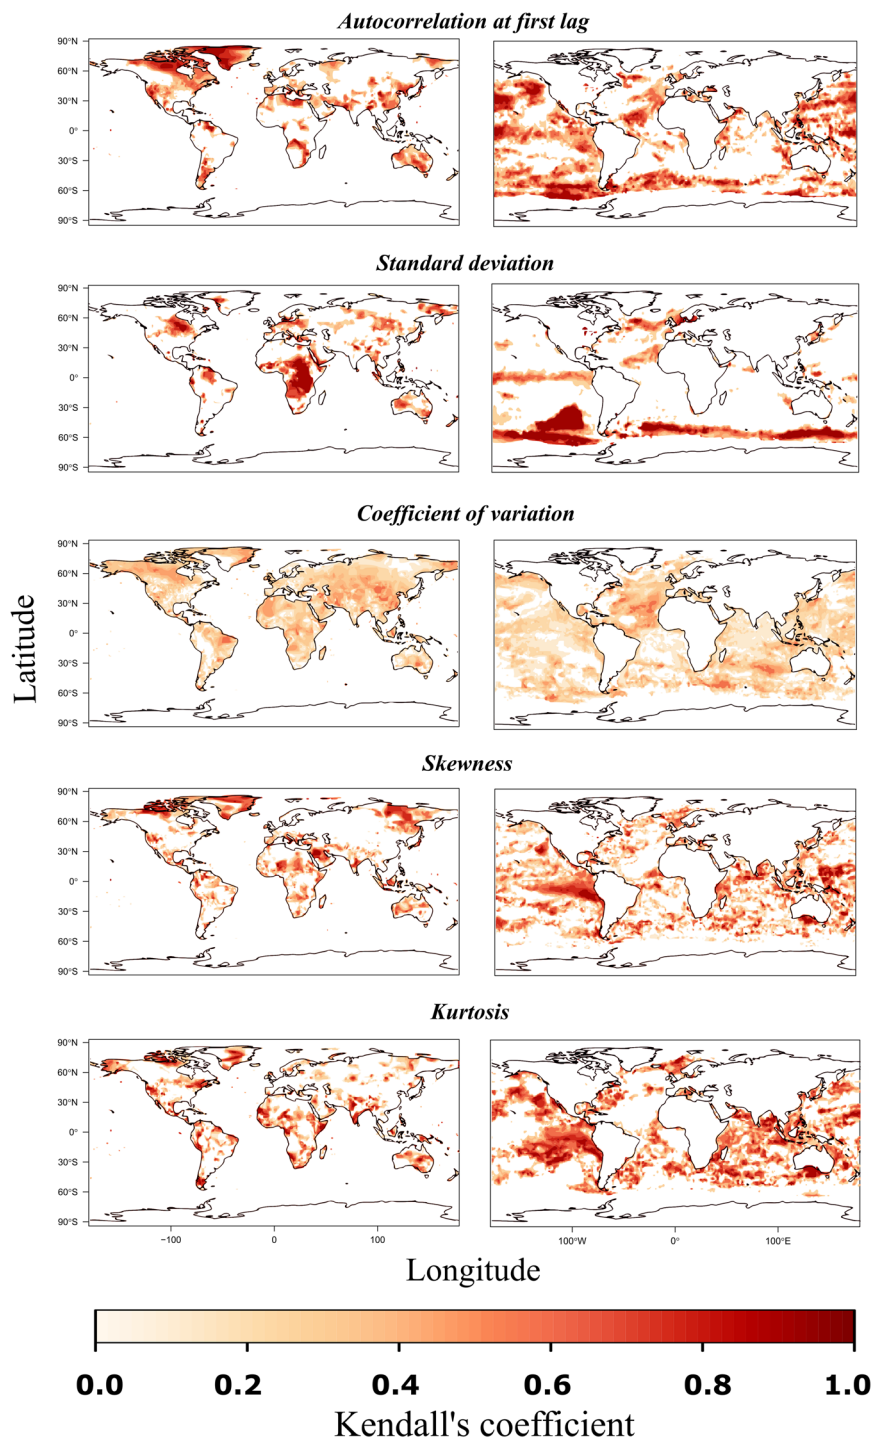 Autocorrelation at first lag
90°N
60°N
30°N
0°
30°S
60°S
90°S
Standard deviation
90°N
60°N
30°N
0°
30°S
60°S
90°S
Coefficient of variation
90°N
60°N
30°N
0°
30°S
60°S
90°S
Latitude
Skewness
90°N
60°N
30°N
0°
30°S
60°S
90°S
Kurtosis
90°N
60°N
30°N
0°
30°S
60°S
90°S
−100 0 100 100°W 0° 100°E
Longitude
0.0 0.2 0.4 0.6 0.8 1.0
Kendall's coefficient